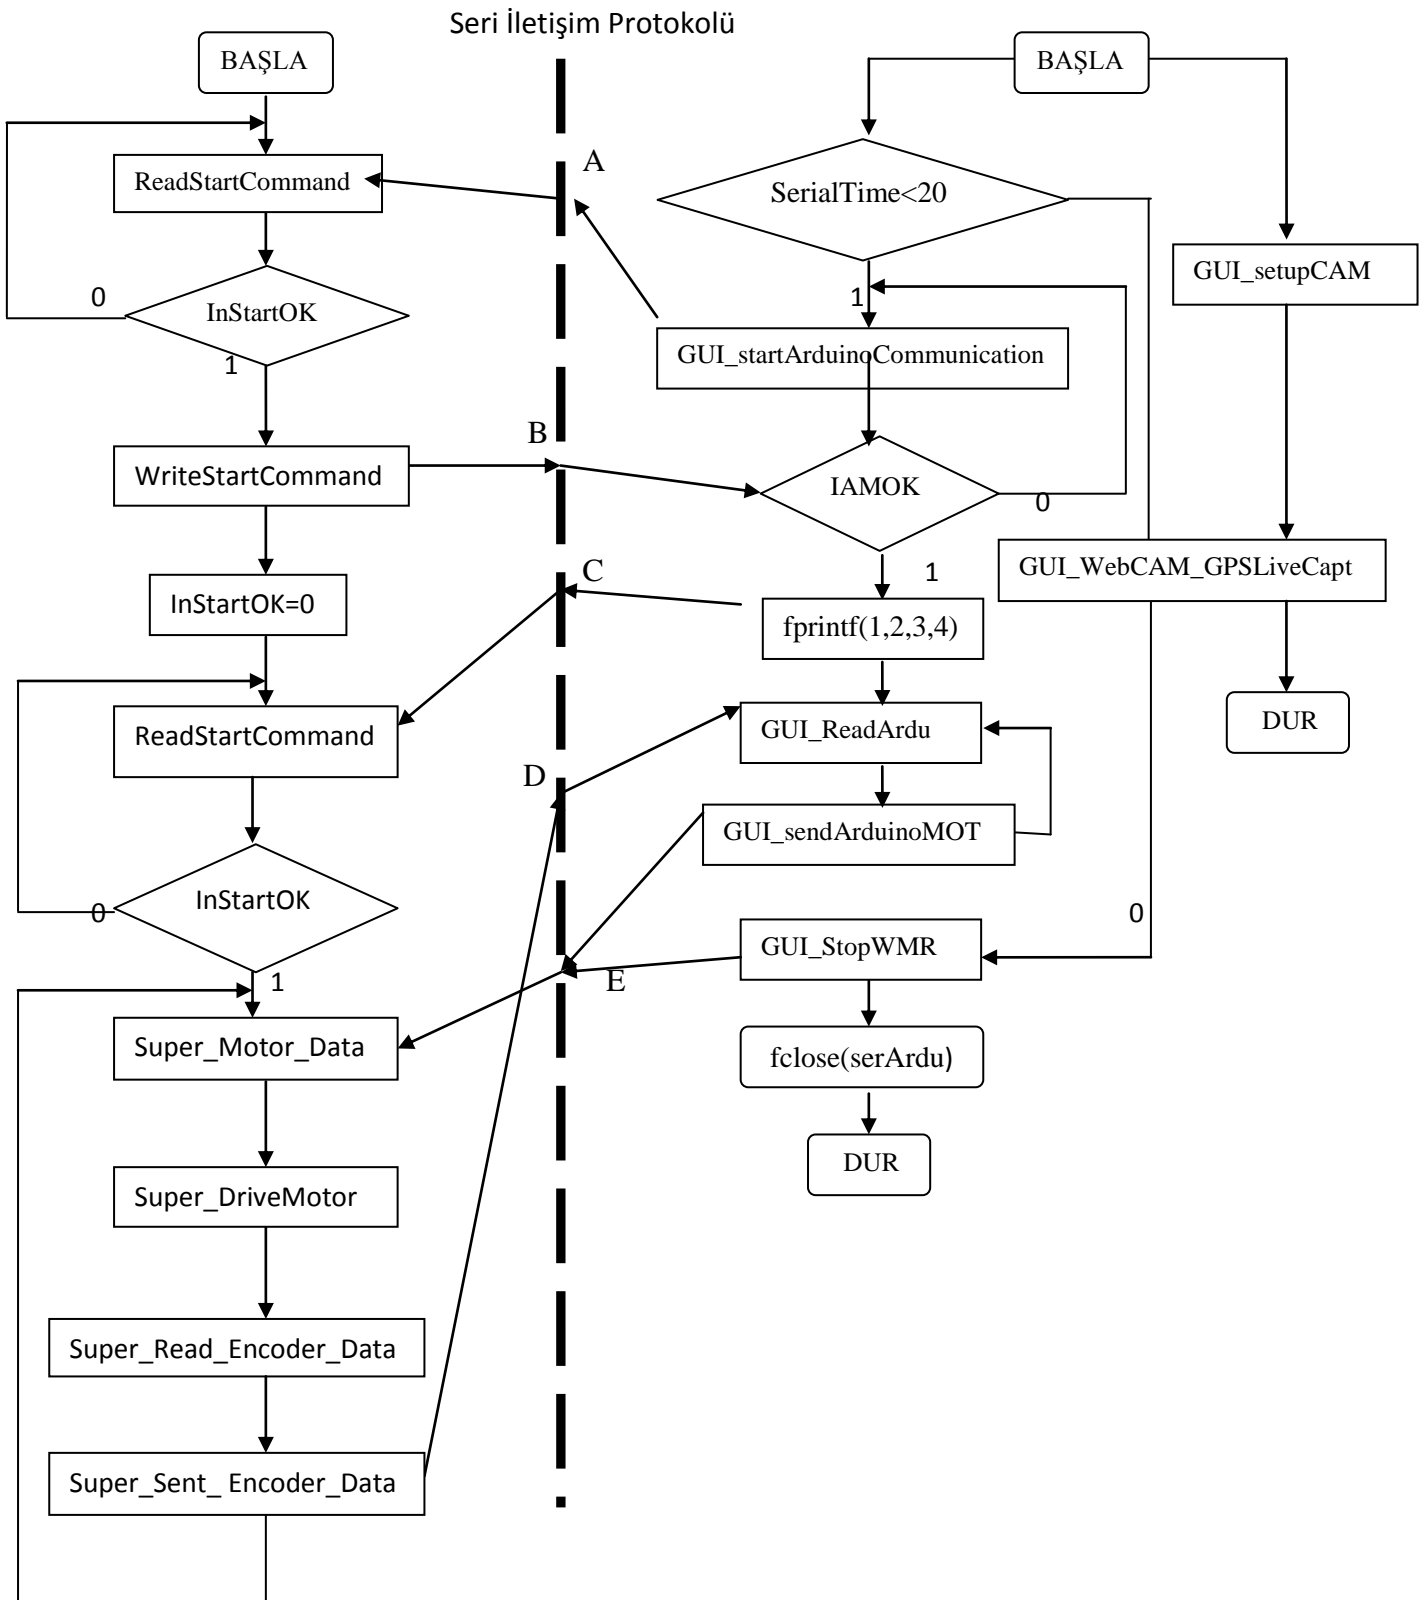 Seri İletişim Protokolü
BAŞLA
ReadStartCommand
InStartOK
0
1
WriteStartCommand
InStartOK=0
ReadStartCommand
InStartOK
0
1
Super_Motor_Data
Super_DriveMotor
Super_Read_Encoder_Data
Super_Sent_ Encoder_Data
A
B
C
D
E
BAŞLA
SerialTime<20
1
GUI_startArduinoCommunication
IAMOK
0
1
fprintf(1,2,3,4)
GUI_ReadArdu
GUI_sendArduinoMOT
0
GUI_StopWMR
fclose(serArdu)
DUR
GUI_setupCAM
GUI_WebCAM_GPSLiveCapt
DUR